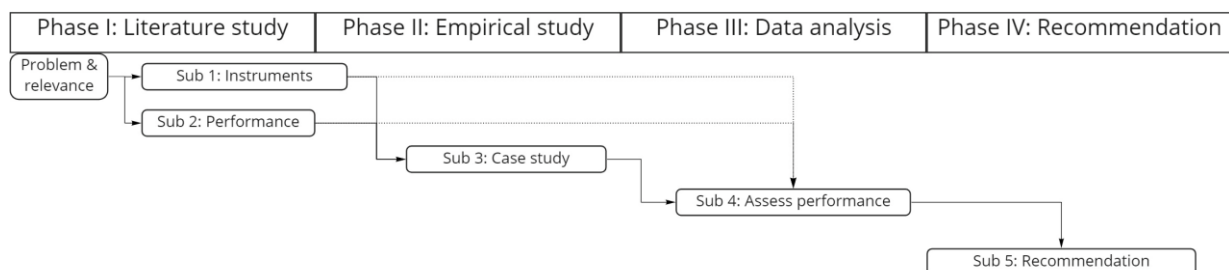 Phase I: Literature study
Phase II: Empirical study
Phase III: Data analysis
Phase IV: Recommendation
Problem &
relevance
Sub 1: Instruments
Sub 2: Performance
Sub 3: Case study
Sub 4: Assess performance
Sub 5: Recommendation